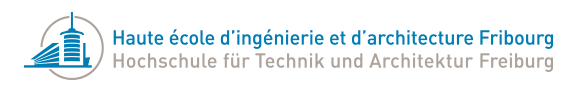 Haute école d'ingénierie et d'architecture Fribourg
Hochschule für Technik und Architektur Freiburg